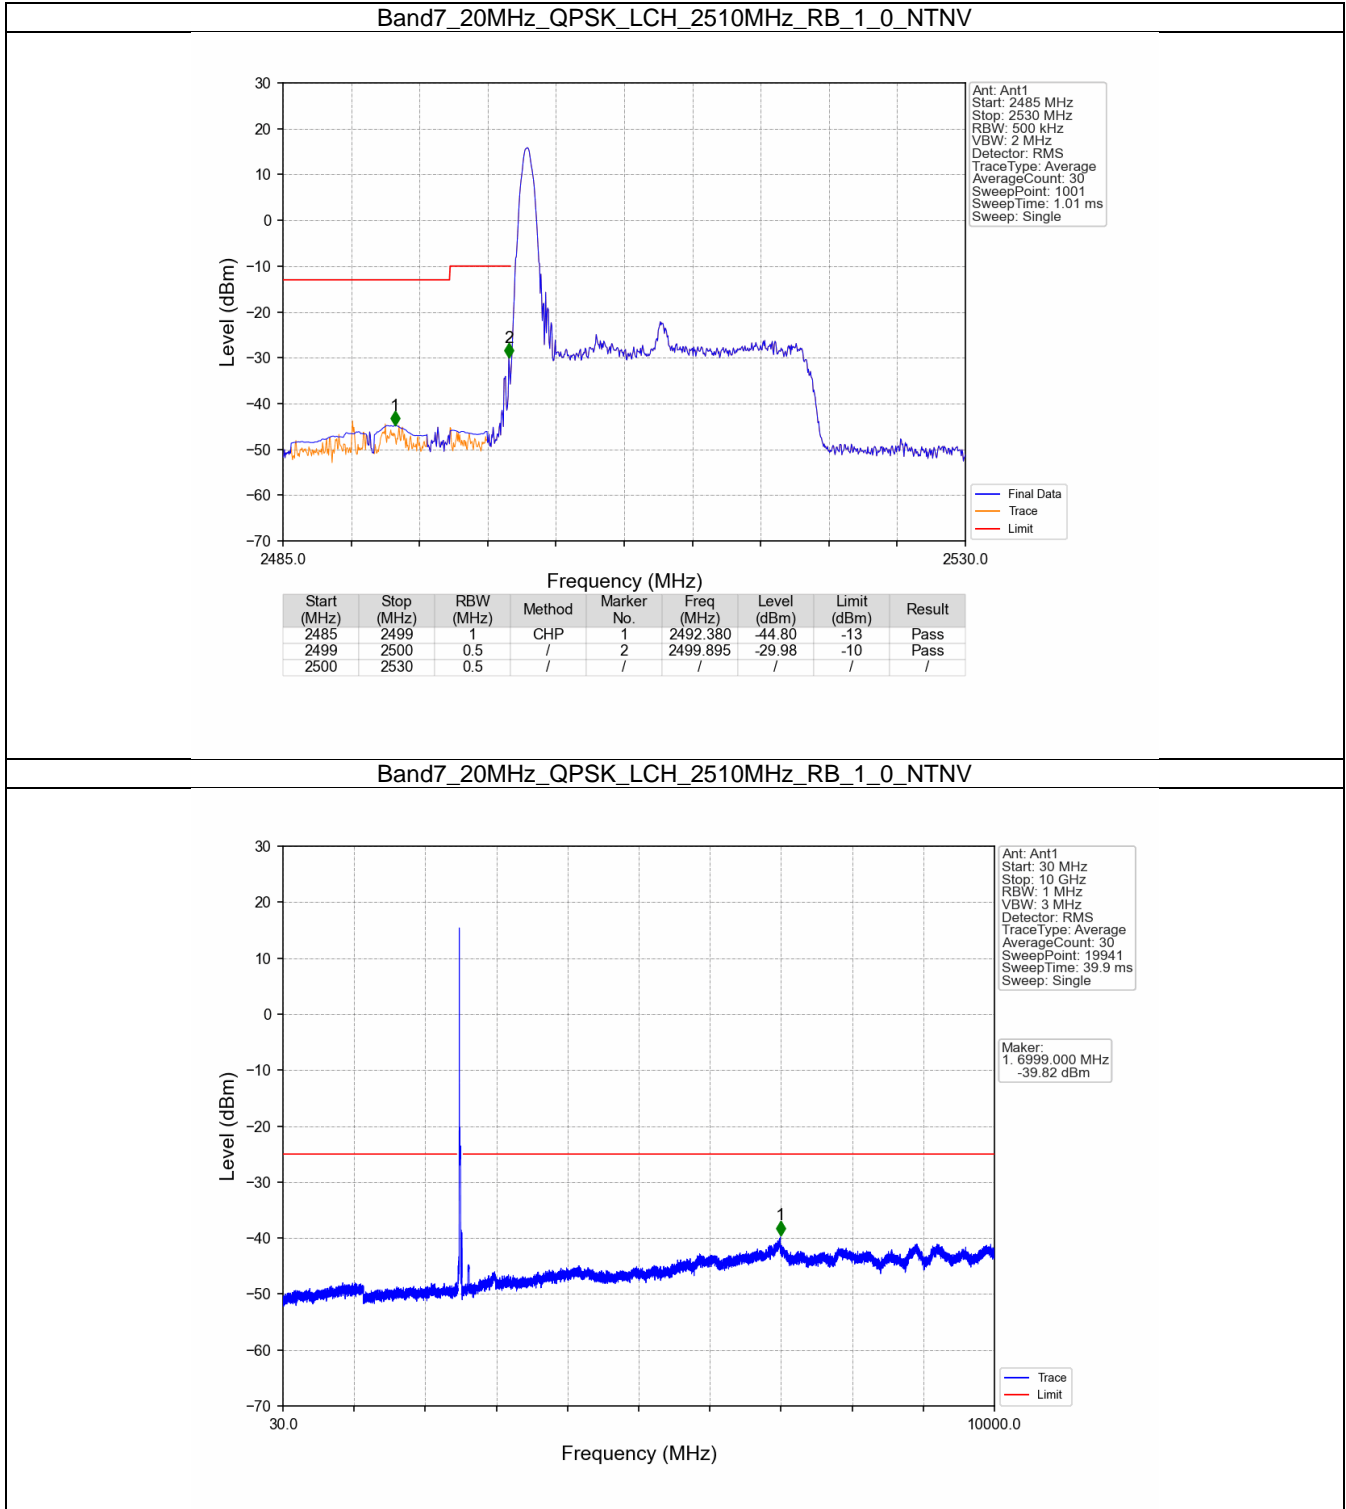 Band7_20MHz_QPSK_LCH_2510MHz_RB_1_0_NTNV
30
20
10
0
−10
−20
−30
−40
−50
−60
−70
Level (dBm)
1
2
2485.0
2530.0
Frequency (MHz)
Ant: Ant1
Start: 2485 MHz
Stop: 2530 MHz
RBW: 500 kHz
VBW: 2 MHz
Detector: RMS
TraceType: Average
AverageCount: 30
SweepPoint: 1001
SweepTime: 1.01 ms
Sweep: Single
Final Data
Trace
Limit
Start (MHz) Stop (MHz) RBW (MHz) Method Marker No. Freq (MHz) Level (dBm) Limit (dBm) Result
2485 2499 1 CHP 1 2492.380 -44.80 -13 Pass
2499 2500 0.5 / 2 2499.895 -29.98 -10 Pass
2500 2530 0.5 / / / / / /
Band7_20MHz_QPSK_LCH_2510MHz_RB_1_0_NTNV
30
20
10
0
−10
−20
−30
−40
−50
−60
−70
Level (dBm)
1
30.0
10000.0
Frequency (MHz)
Ant: Ant1
Start: 30 MHz
Stop: 10 GHz
RBW: 1 MHz
VBW: 3 MHz
Detector: RMS
TraceType: Average
AverageCount: 30
SweepPoint: 19941
SweepTime: 39.9 ms
Sweep: Single
Maker:
1. 6999.000 MHz
-39.82 dBm
Trace
Limit